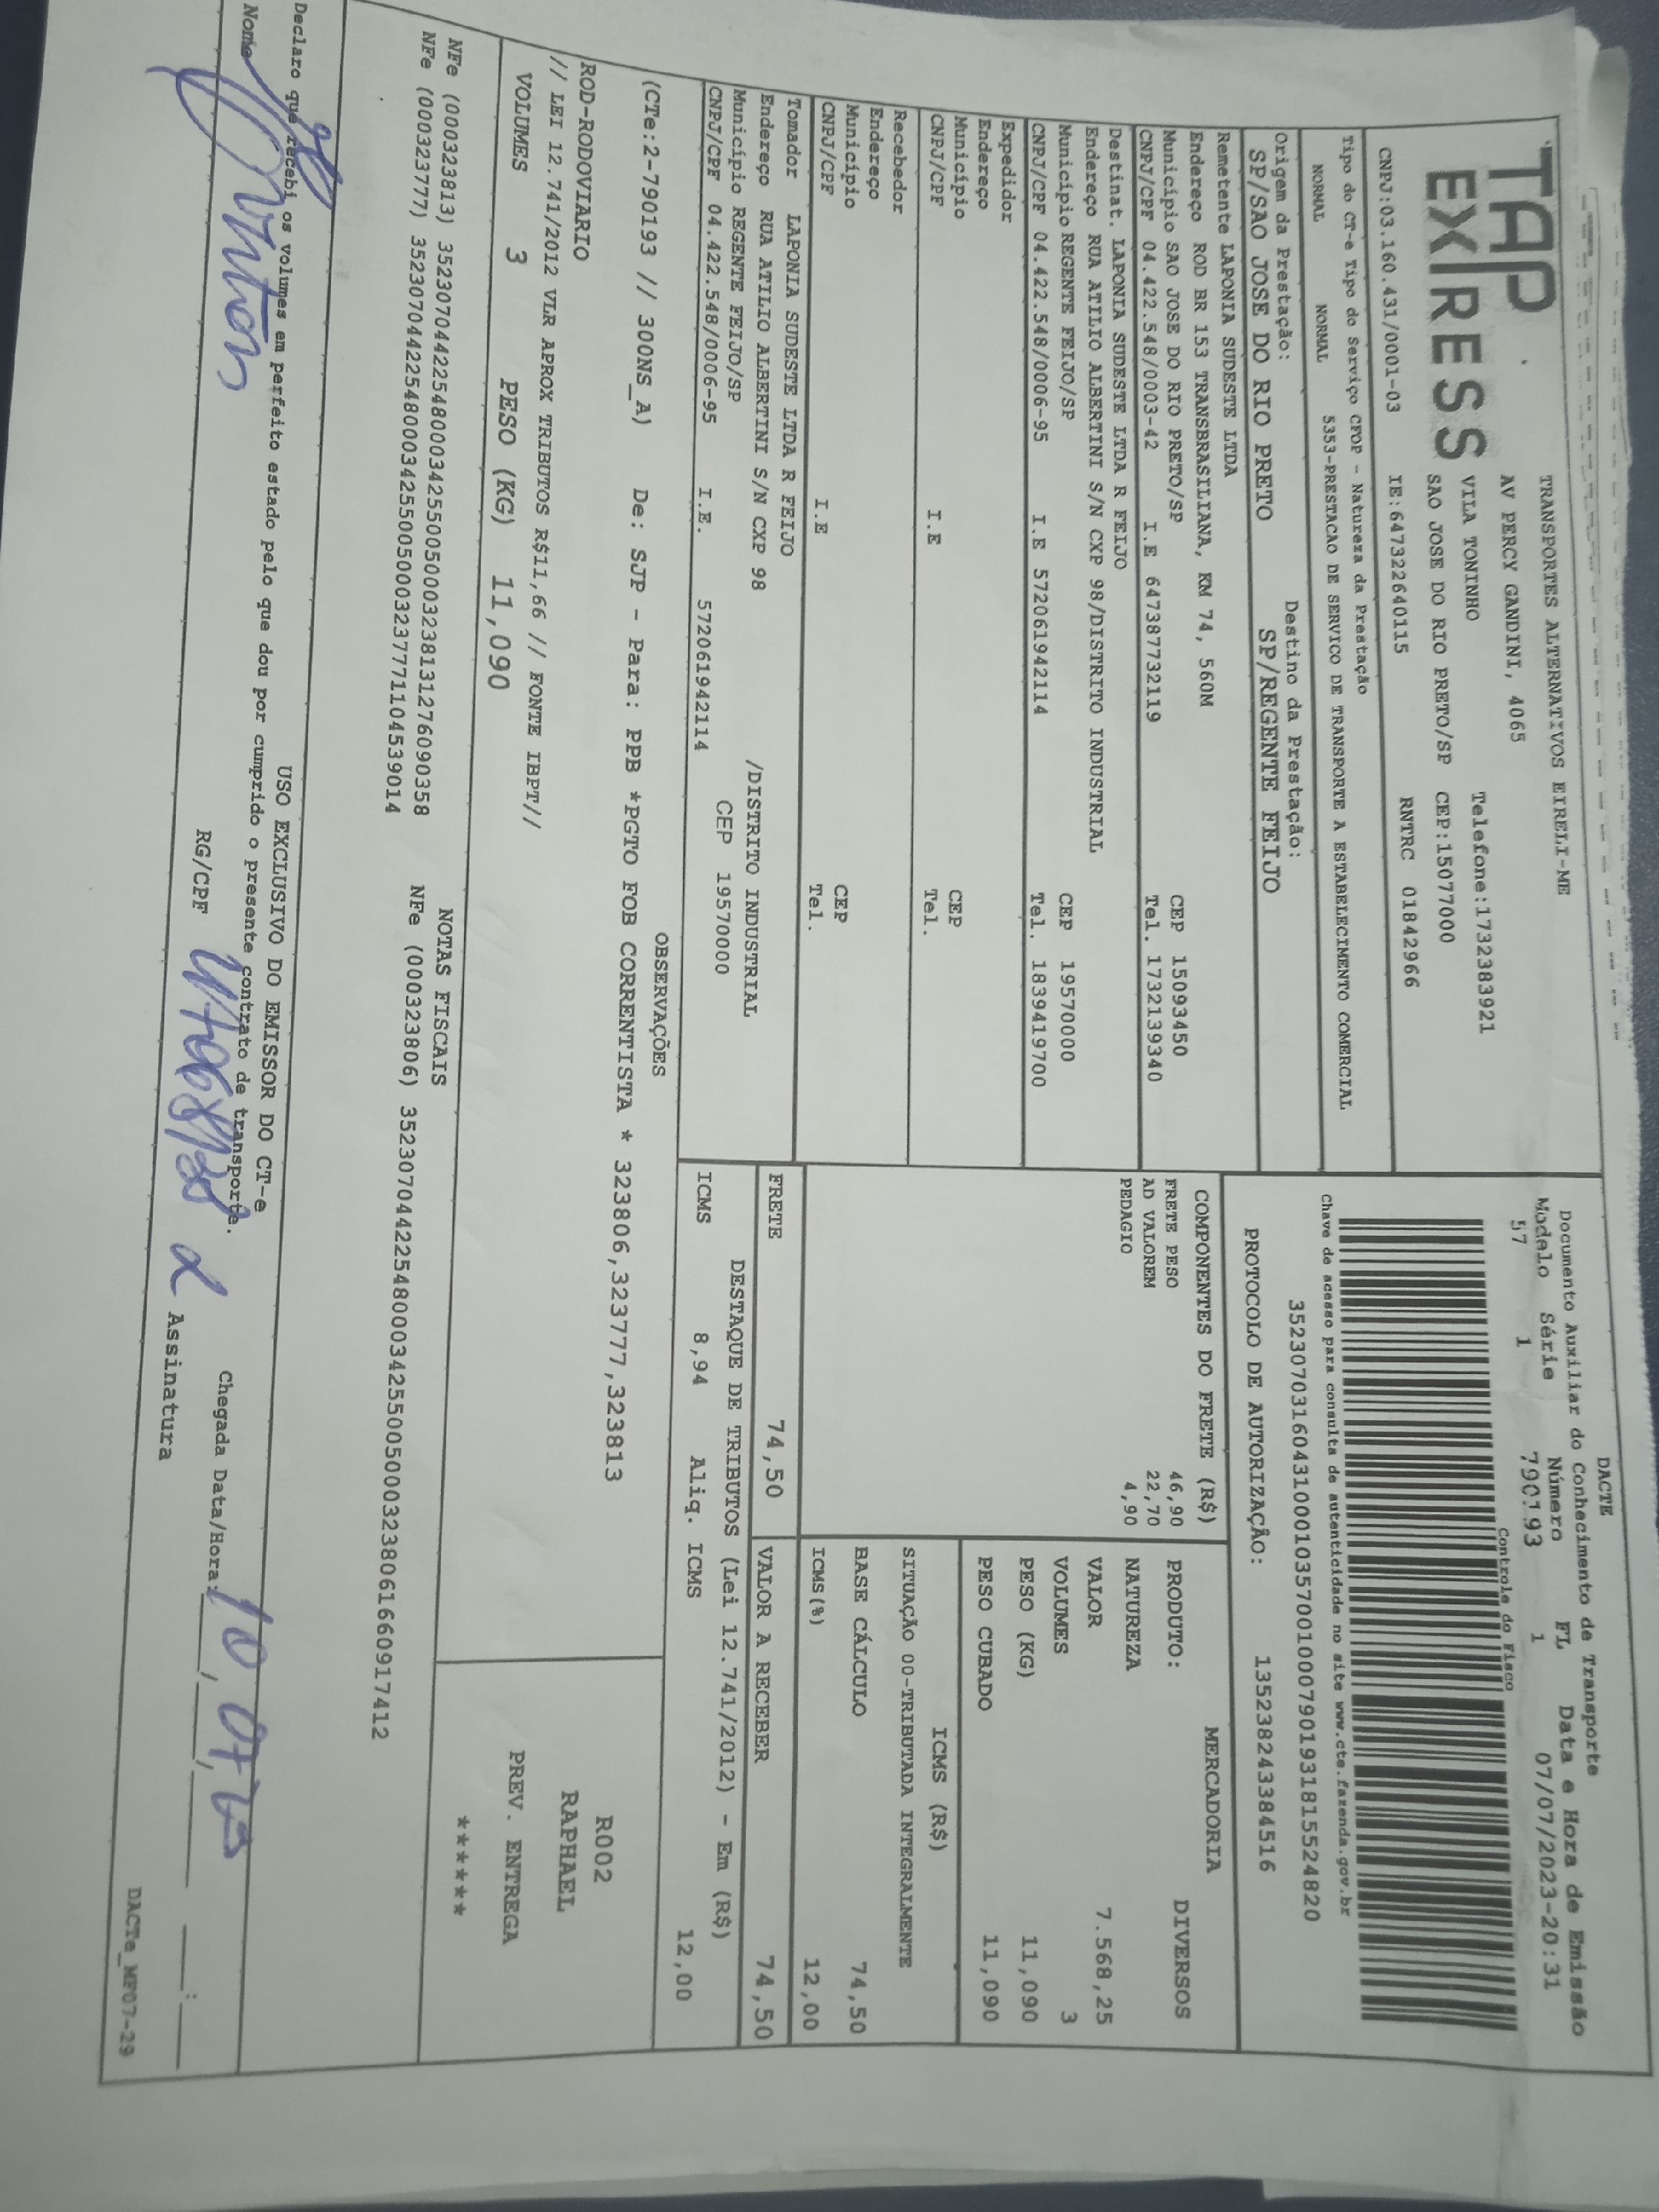 TAP
EXPRESS
TRANSPORTES ALTERNATIVOS EIRELI-ME
AV PERCY GANDINI, 4065
VILA TONINHO Telefone:1732383921
SAO JOSE DO RIO PRETO/SP CEP:15077000
CNPJ:03.160.431/0001-03 IE:647322640115 RNTRC 01842966
DACTE
Documento Auxiliar do Conhecimento de Transporte
Modelo Série Número FL Data e Hora de Emissão
57 1 790193 1 07/07/2023-20:31
Controle do Fisco
Chave de acesso para consulta de autenticidade no site www.cte.fazenda.gov.br
35230703160431000103570010007901931815524820
PROTOCOLO DE AUTORIZAÇÃO: 135238243384516
Tipo do CT-e Tipo do Serviço CFOP - Natureza da Prestação
NORMAL NORMAL 5353-PRESTACAO DE SERVICO DE TRANSPORTE A ESTABELECIMENTO COMERCIAL
Origem da Prestação: Destino da Prestação:
SP/SAO JOSE DO RIO PRETO SP/REGENTE FEIJO
Remetente LAPONIA SUDESTE LTDA
Endereço ROD BR 153 TRANSBRASILIANA, KM 74, 560M
Município SAO JOSE DO RIO PRETO/SP CEP 15093450
CNPJ/CPF 04.422.548/0003-42 I.E 647387732119 Tel. 1732139340
Destinat. LAPONIA SUDESTE LTDA R FEIJO
Endereço RUA ATILIO ALBERTINI S/N CXP 98/DISTRITO INDUSTRIAL
Município REGENTE FEIJO/SP CEP 19570000
CNPJ/CPF 04.422.548/0006-95 I.E 572061942114 Tel. 1839419700
Expedidor
Endereço
Município CEP
CNPJ/CPF I.E Tel.
Recebedor
Endereço
Município CEP
CNPJ/CPF I.E Tel.
Tomador LAPONIA SUDESTE LTDA R FEIJO
Endereço RUA ATILIO ALBERTINI S/N CXP 98 /DISTRITO INDUSTRIAL
Município REGENTE FEIJO/SP CEP 19570000
CNPJ/CPF 04.422.548/0006-95 I.E. 572061942114
COMPONENTES DO FRETE (R$)
FRETE PESO 46,90
AD VALOREM 22,70
PEDAGIO 4,90
MERCADORIA
PRODUTO: DIVERSOS
NATUREZA
VALOR 7.568,25
VOLUMES 3
PESO (KG) 11,090
PESO CUBADO 11,090
ICMS (R$)
SITUAÇÃO 00-TRIBUTADA INTEGRALMENTE
BASE CÁLCULO 74,50
ICMS(%) 12,00
FRETE 74,50 VALOR A RECEBER 74,50
DESTAQUE DE TRIBUTOS (Lei 12.741/2012) - Em (R$)
ICMS 8,94 Aliq. ICMS 12,00
OBSERVAÇÕES
(CTe:2-790193 // 300NS_A) De: SJP - Para: PPB *PGTO FOB CORRENTISTA * 323806,323777,323813
ROD-RODOVIARIO
// LEI 12.741/2012 VLR APROX TRIBUTOS R$11,66 // FONTE IBPT//
VOLUMES 3 PESO (KG) 11,090
R002
RAPHAEL
PREV. ENTREGA
******
NOTAS FISCAIS
NFe (000323813) 35230704422548000342550050003238131276090358 NFe (000323806) 35230704422548000342550050003238061660917412
NFe (000323777) 35230704422548000342550050003237771104539014
USO EXCLUSIVO DO EMISSOR DO CT-e
Declaro que recebi os volumes em perfeito estado pelo que dou por cumprido o presente contrato de transporte.
Chegada Data/Hora: 10, 07,
Nome RG/CPF Assinatura
DACTe_MF07-29